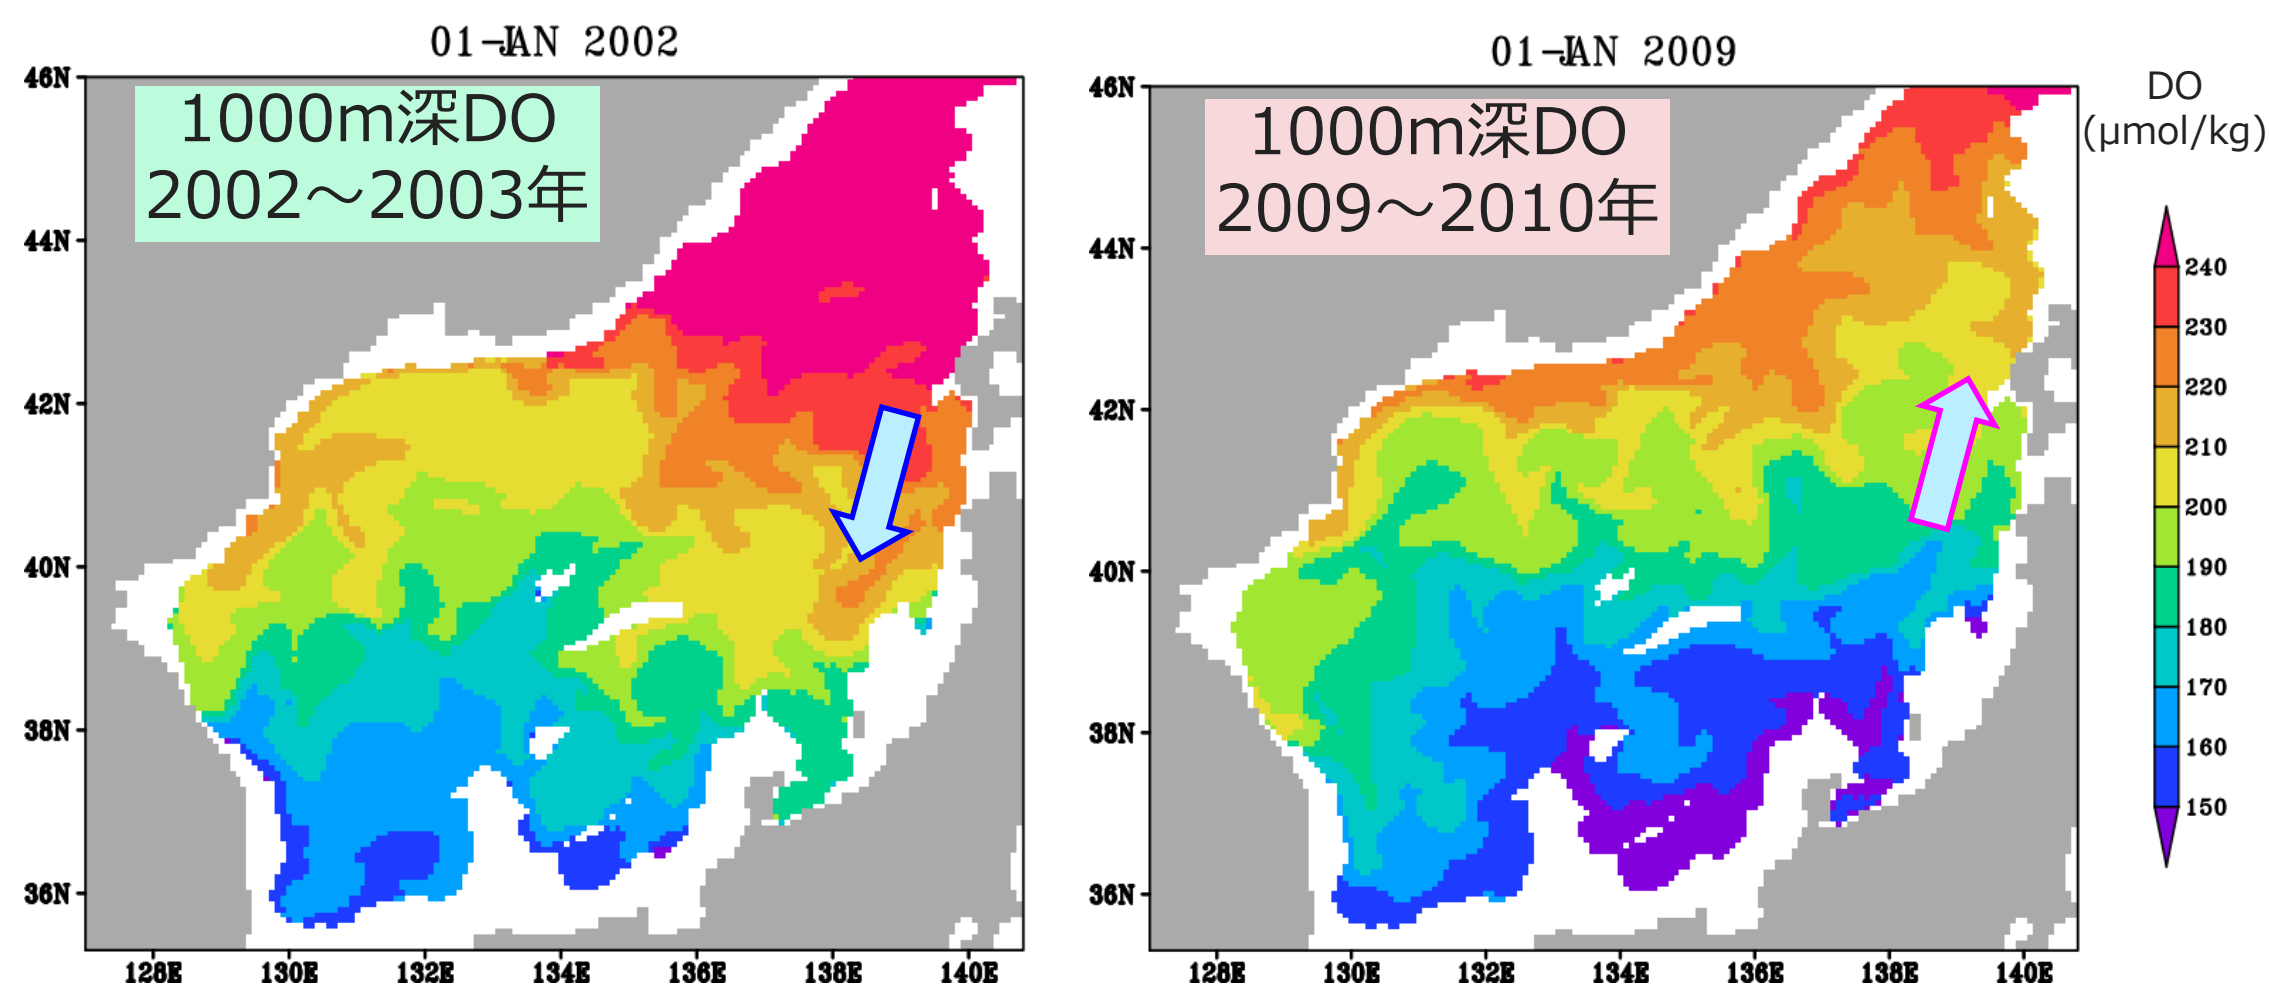 01-JAN 2002
1000m深DO
2002～2003年
46N
44N
42N
40N
38N
36N
128E 130E 132E 134E 136E 138E 140E
01-JAN 2009
1000m深DO
2009～2010年
46N
44N
42N
40N
38N
36N
128E 130E 132E 134E 136E 138E 140E
DO
(μmol/kg)
240
230
220
210
200
190
180
170
160
150